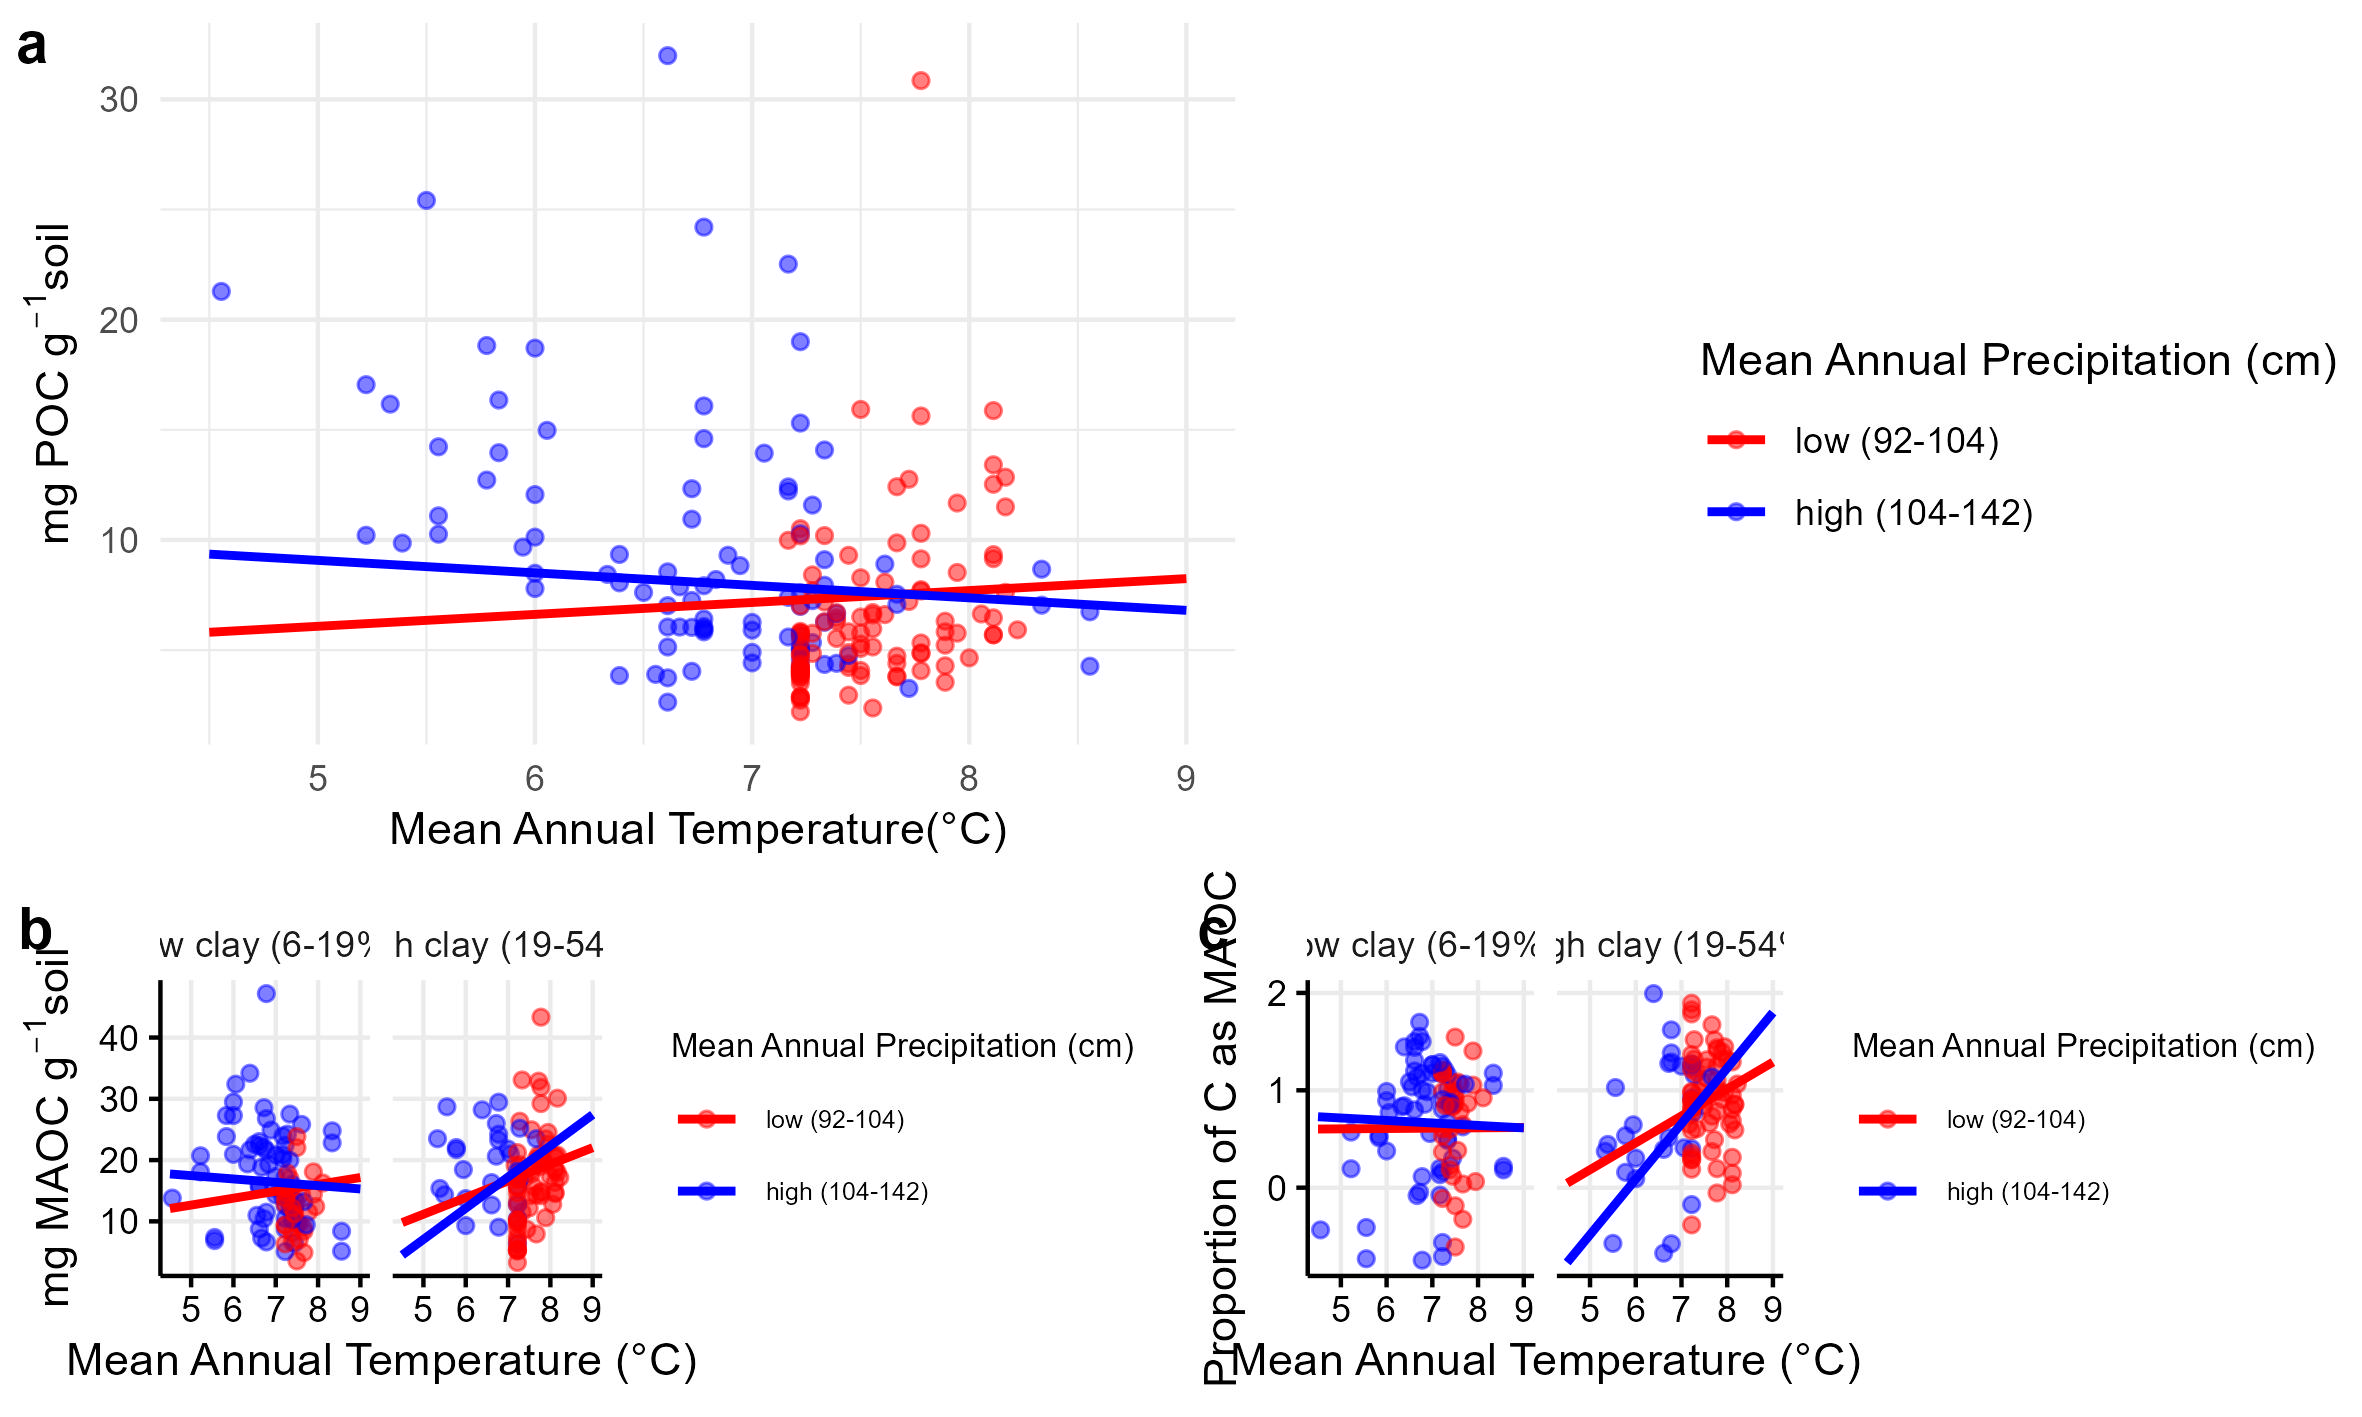 a
30
20
10
mg POC g⁻¹soil
5 6 7 8 9
Mean Annual Temperature(°C)
Mean Annual Precipitation (cm)
low (92-104)
high (104-142)
b
w clay (6-19%
h clay (19-54
40
30
20
10
mg MAOC g⁻¹soil
5 6 7 8 9
5 6 7 8 9
Mean Annual Temperature (°C)
Mean Annual Precipitation (cm)
low (92-104)
high (104-142)
c
ow clay (6-19%
gh clay (19-54%
2
1
0
Proportion of C as MAOC
5 6 7 8 9
5 6 7 8 9
Mean Annual Temperature (°C)
Mean Annual Precipitation (cm)
low (92-104)
high (104-142)